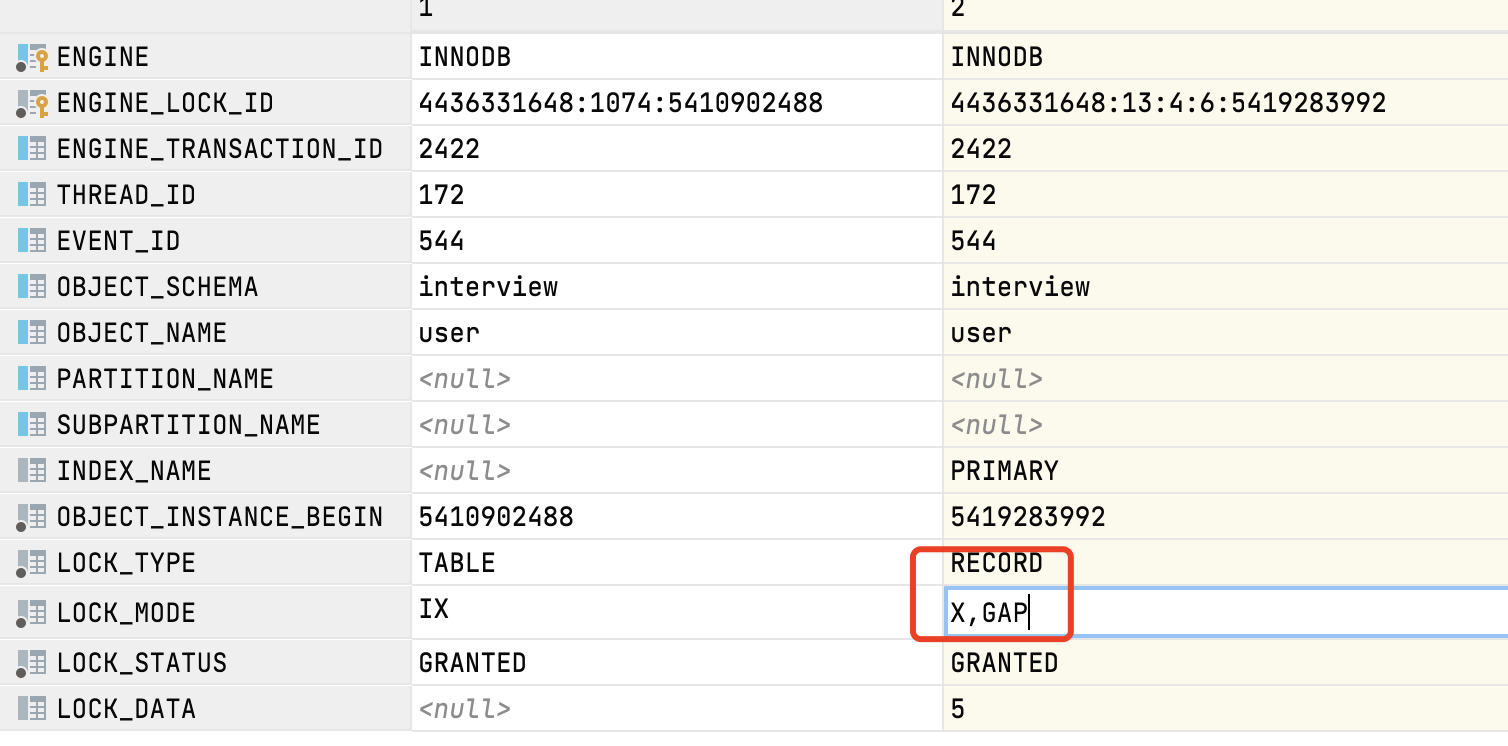 1 2
ENGINE INNODB INNODB
ENGINE_LOCK_ID 4436331648:1074:5410902488 4436331648:13:4:6:5419283992
ENGINE_TRANSACTION_ID 2422 2422
THREAD_ID 172 172
EVENT_ID 544 544
OBJECT_SCHEMA interview interview
OBJECT_NAME user user
PARTITION_NAME <null> <null>
SUBPARTITION_NAME <null> <null>
INDEX_NAME <null> PRIMARY
OBJECT_INSTANCE_BEGIN 5410902488 5419283992
LOCK_TYPE TABLE RECORD
LOCK_MODE IX X,GAP
LOCK_STATUS GRANTED GRANTED
LOCK_DATA <null> 5